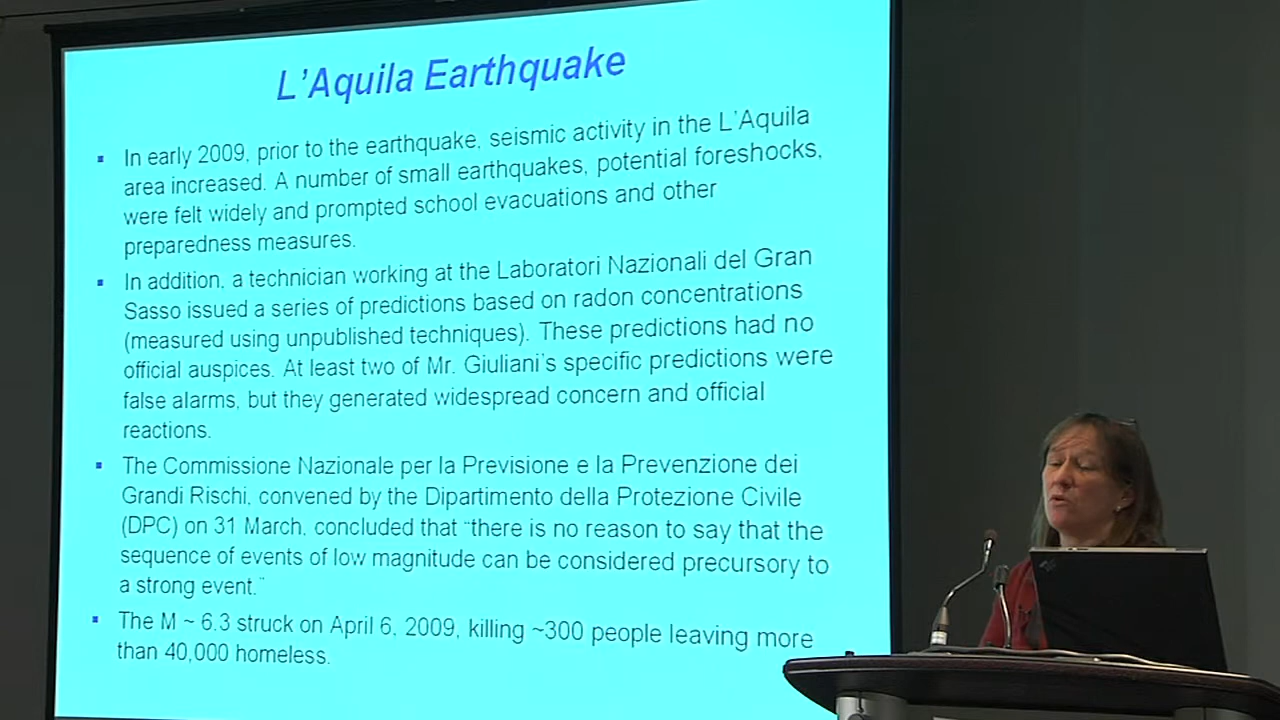 L'Aquila Earthquake
▪ In early 2009, prior to the earthquake, seismic activity in the L'Aquila
area increased. A number of small earthquakes, potential foreshocks,
were felt widely and prompted school evacuations and other
preparedness measures.
▪ In addition, a technician working at the Laboratori Nazionali del Gran
Sasso issued a series of predictions based on radon concentrations
(measured using unpublished techniques). These predictions had no
official auspices. At least two of Mr. Giuliani's specific predictions were
false alarms, but they generated widespread concern and official
reactions.
▪ The Commissione Nazionale per la Previsione e la Prevenzione dei
Grandi Rischi, convened by the Dipartimento della Protezione Civile
(DPC) on 31 March, concluded that "there is no reason to say that the
sequence of events of low magnitude can be considered precursory to
a strong event."
▪ The M ~ 6.3 struck on April 6, 2009, killing ~300 people leaving more
than 40,000 homeless.